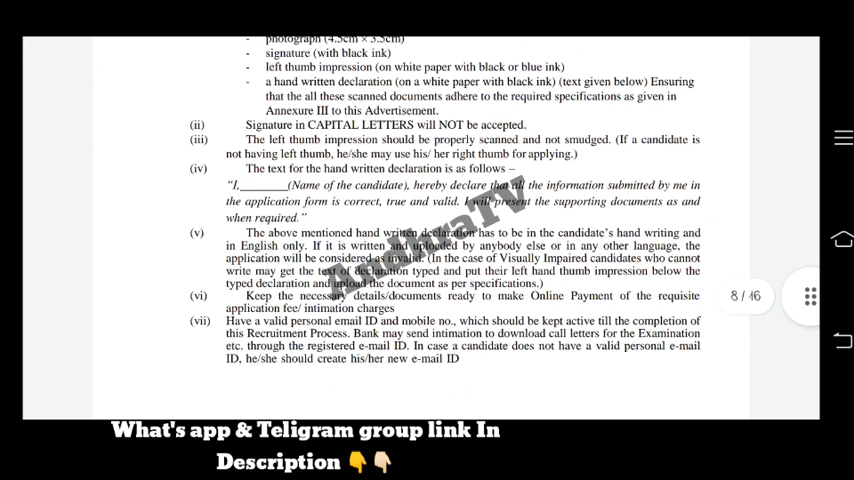 - photograph (4.5cm × 3.5cm)
- signature (with black ink)
- left thumb impression (on white paper with black or blue ink)
- a hand written declaration (on a white paper with black ink) (text given below) Ensuring
that the all these scanned documents adhere to the required specifications as given in
Annexure III to this Advertisement.
(ii) Signature in CAPITAL LETTERS will NOT be accepted.
(iii) The left thumb impression should be properly scanned and not smudged. (If a candidate is
not having left thumb, he/she may use his/ her right thumb for applying.)
(iv) The text for the hand written declaration is as follows –
“I,_______(Name of the candidate), hereby declare that all the information submitted by me in
the application form is correct, true and valid. I will present the supporting documents as and
when required.”
(v) The above mentioned hand written declaration has to be in the candidate's hand writing and
in English only. If it is written and uploaded by anybody else or in any other language, the
application will be considered as invalid. (In the case of Visually Impaired candidates who cannot
write may get the text of declaration typed and put their left hand thumb impression below the
typed declaration and upload the document as per specifications.)
(vi) Keep the necessary details/documents ready to make Online Payment of the requisite
application fee/ intimation charges
(vii) Have a valid personal email ID and mobile no., which should be kept active till the completion of
this Recruitment Process. Bank may send intimation to download call letters for the Examination
etc. through the registered e-mail ID. In case a candidate does not have a valid personal e-mail
ID, he/she should create his/her new e-mail ID
AndhraTV
8/16
What's app & Teligram group link In
Description 👇👇🏻